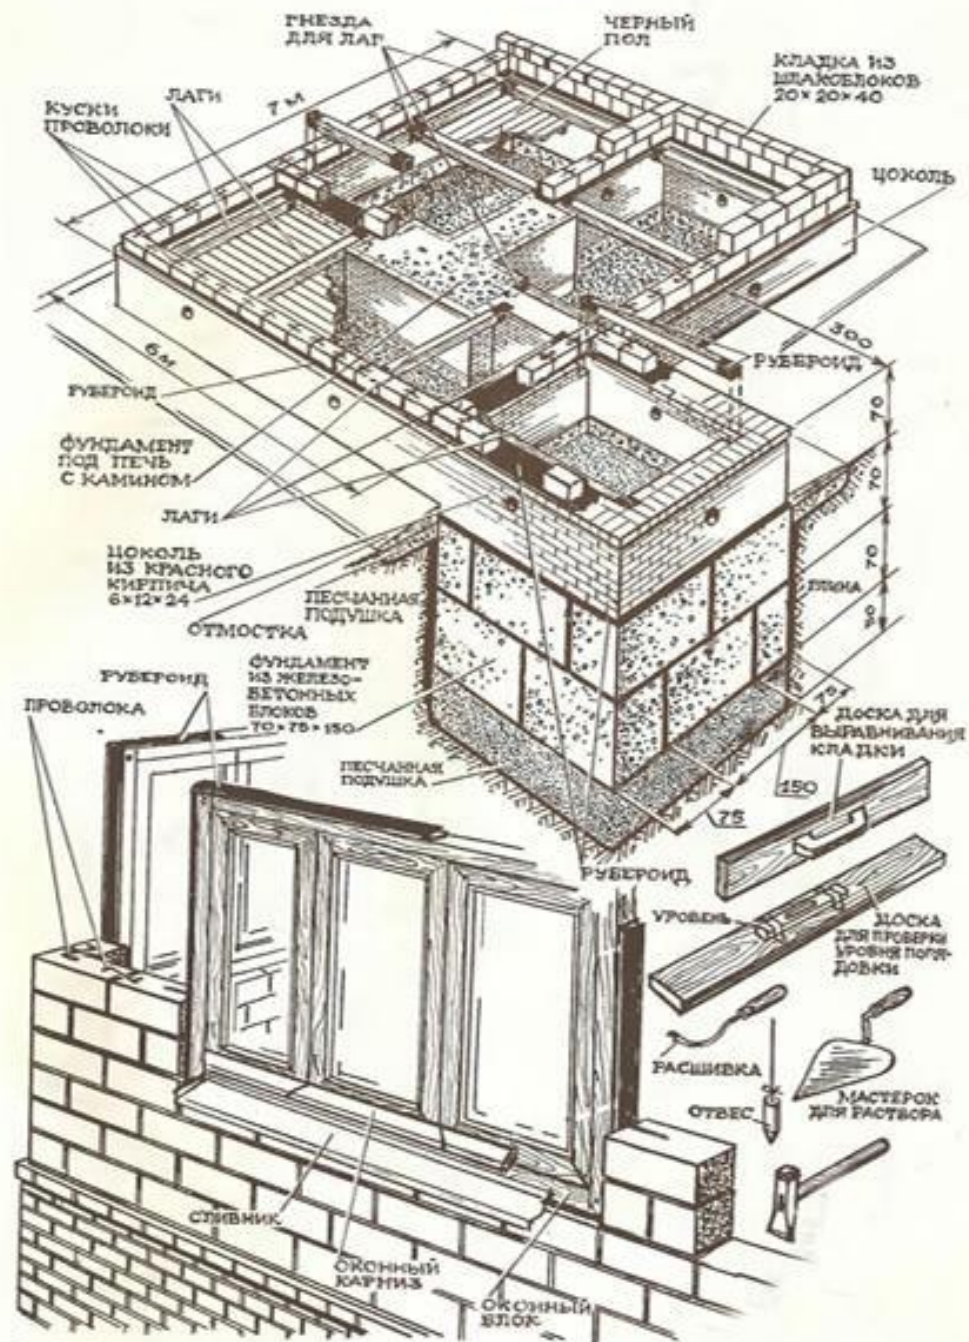 ГНЕЗДА
ДЛЯ ЛАГ
ЧЕРНЫЙ
ПОЛ
КЛАДКА ИЗ
ШЛАКОБЛОКОВ
20×20×40
ЛАГИ
КУСКИ
ПРОВОЛОКИ
7 М
ЦОКОЛЬ
6 М
300
РУБЕРОИД
РУБЕРОИД
70
ФУНДАМЕНТ
ПОД ПЕЧЬ
С КАМИНОМ
70
ЛАГИ
70
ЦОКОЛЬ
ИЗ КРАСНОГО
КИРПИЧА
6×12×24
ПЕСЧАННАЯ
ПОДУШКА
ГЛИНА
ОТМОСТКА
РУБЕРОИД
ФУНДАМЕНТ
ИЗ ЖЕЛЕЗО-
БЕТОННЫХ
БЛОКОВ
70×75×150
ПРОВОЛОКА
75
ДОСКА ДЛЯ
ВЫРАВНИВАНИЯ
КЛАДКИ
ПЕСЧАННАЯ
ПОДУШКА
150
75
РУБЕРОИД
УРОВЕНЬ
ДОСКА
ДЛЯ ПРОВЕРКИ
УРОВНЯ ПОРЯ-
ДОВКИ
РАСШИВКА
ОТВЕС
МАСТЕРОК
ДЛЯ РАСТВОРА
СЛИВНИК
ОКОННЫЙ
КАРНИЗ
ОКОННЫЙ
БЛОК